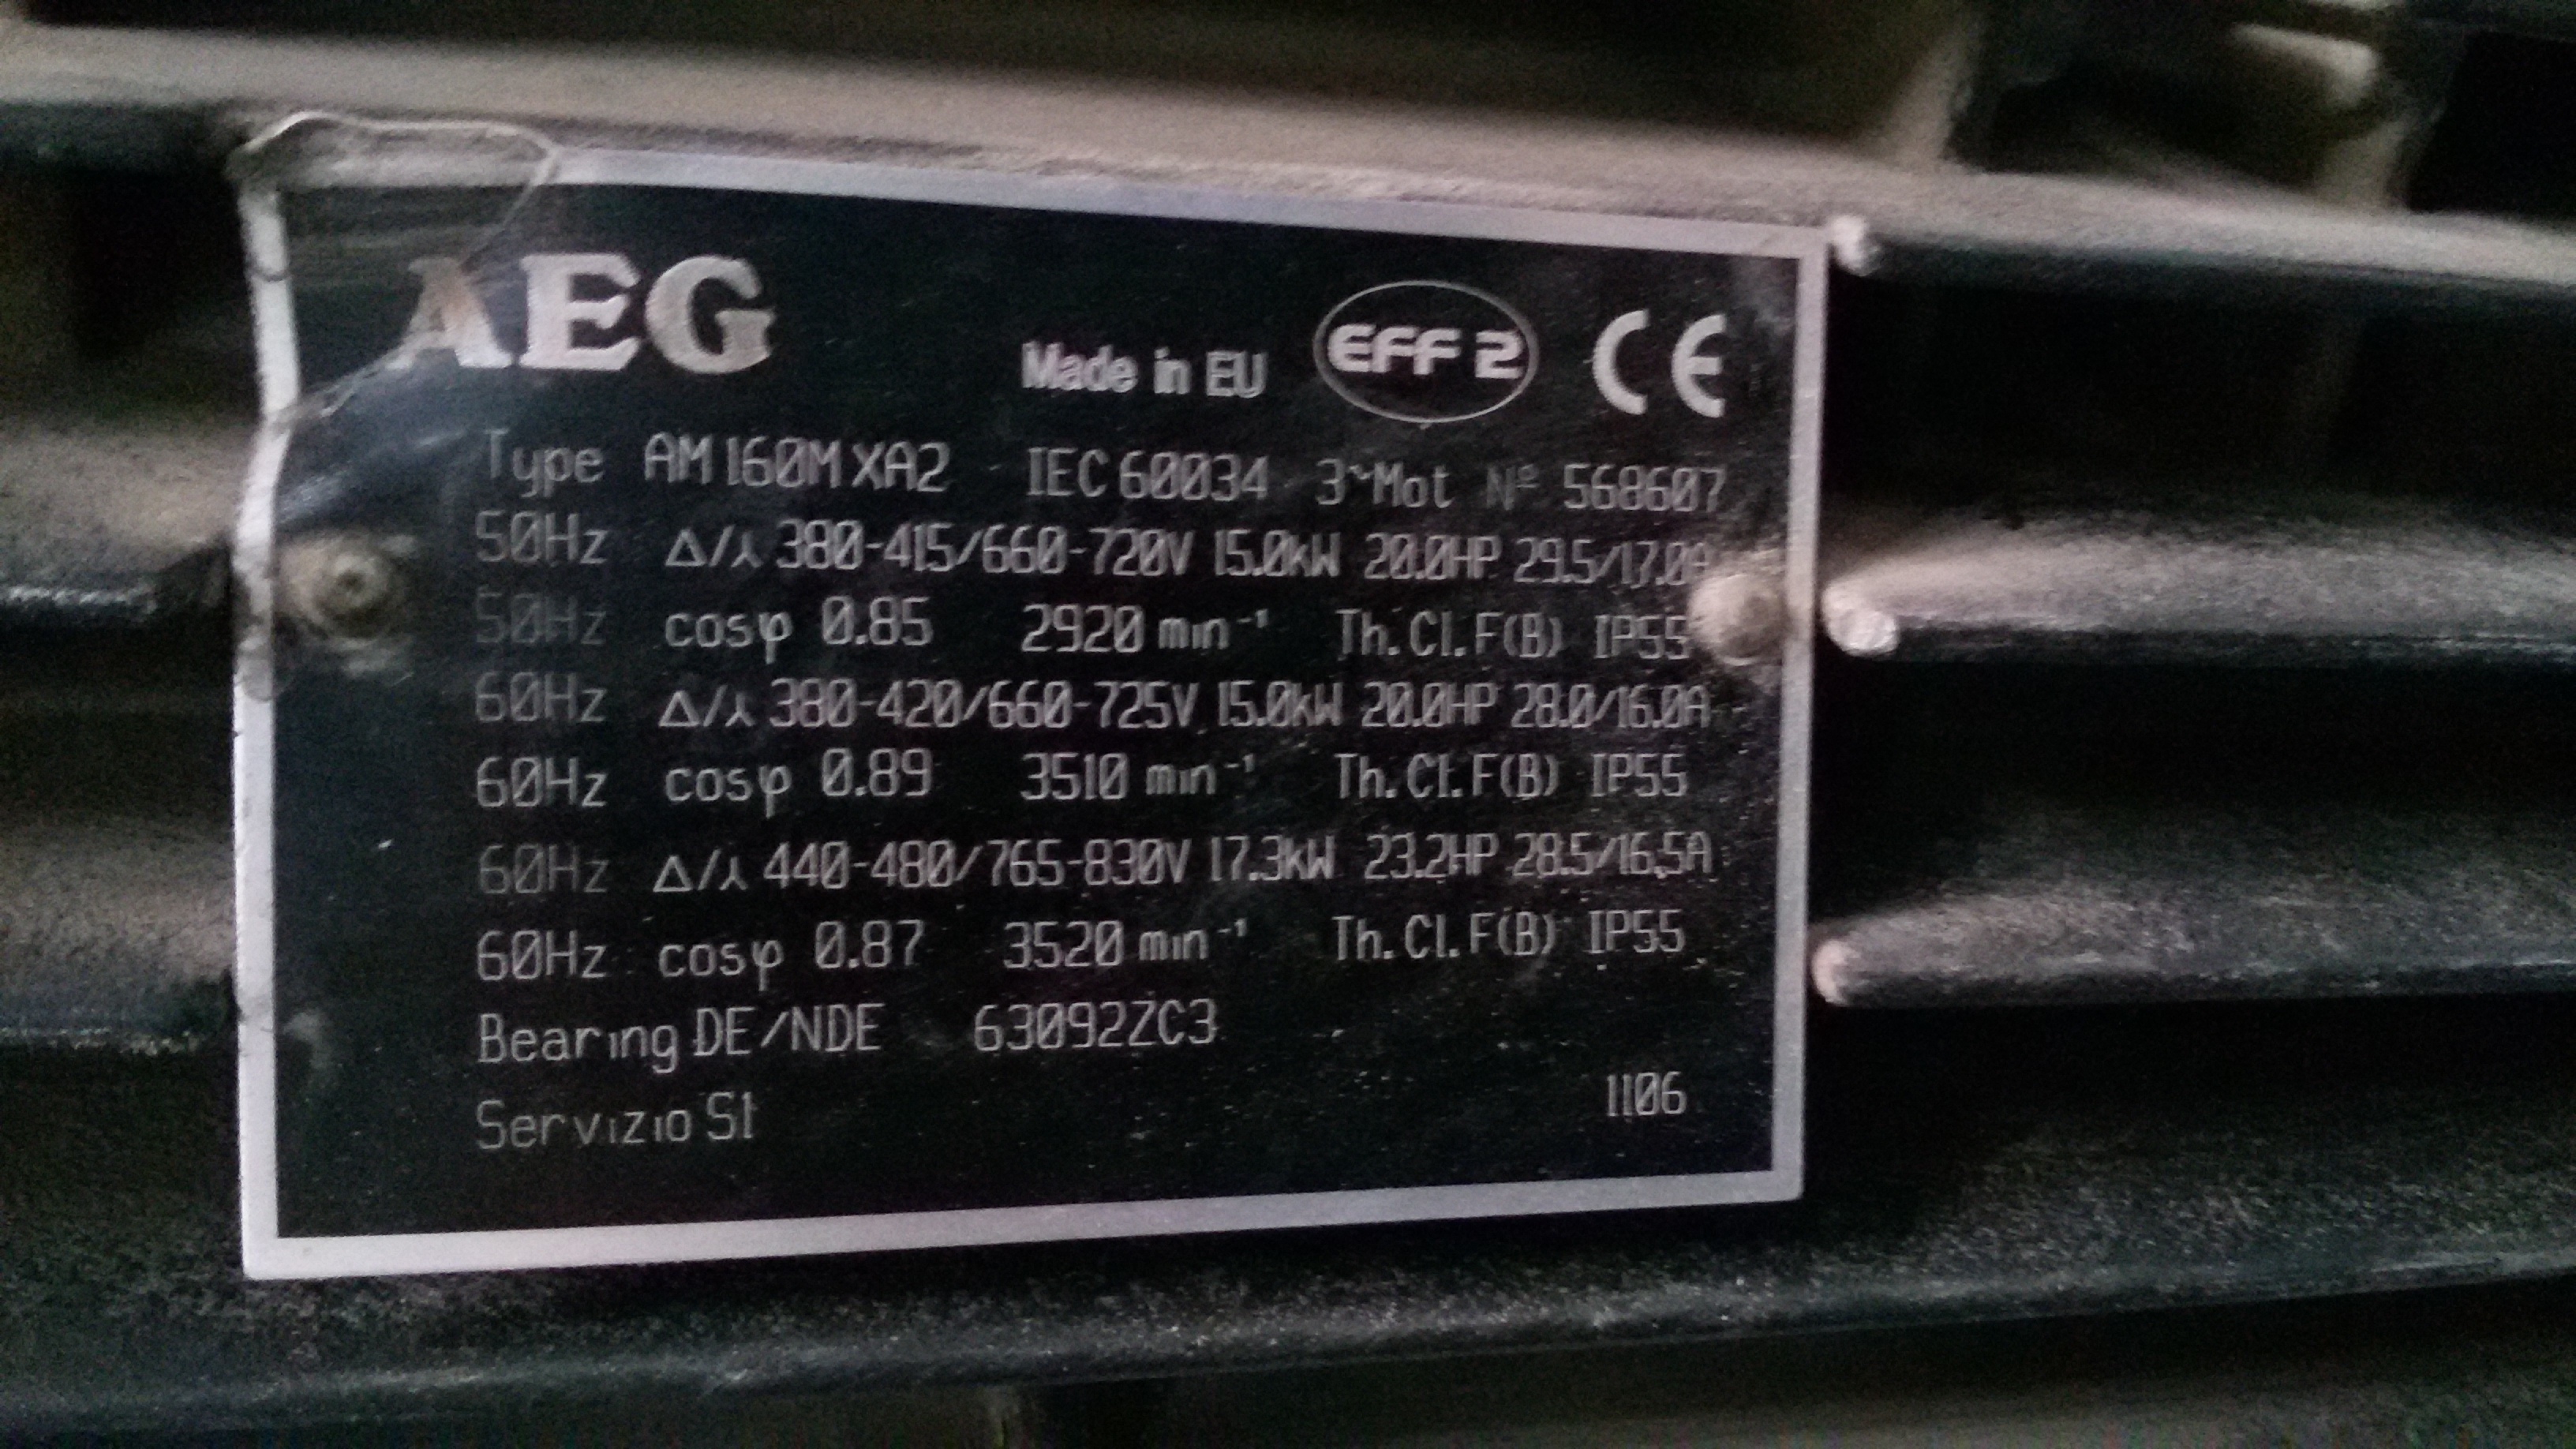 AEG
Made in EU EFF 2 CE
Type AM160MXA2 IEC 60034 3~Mot Nº 568607
50Hz Δ/⅄ 380-415/660-720V 15.0kW 20.0HP 29.5/17.0A
50Hz cosφ 0.85 2920 min⁻¹ Th.Cl.F(B) IP55
60Hz Δ/⅄ 380-420/660-725V 15.0kW 20.0HP 28.0/16.0A
60Hz cosφ 0.89 3510 min⁻¹ Th.Cl.F(B) IP55
60Hz Δ/⅄ 440-480/765-830V 17.3kW 23.2HP 28.5/16.5A
60Hz cosφ 0.87 3520 min⁻¹ Th.Cl.F(B) IP55
Bearing DE/NDE 63092ZC3
Servizio S1 1106